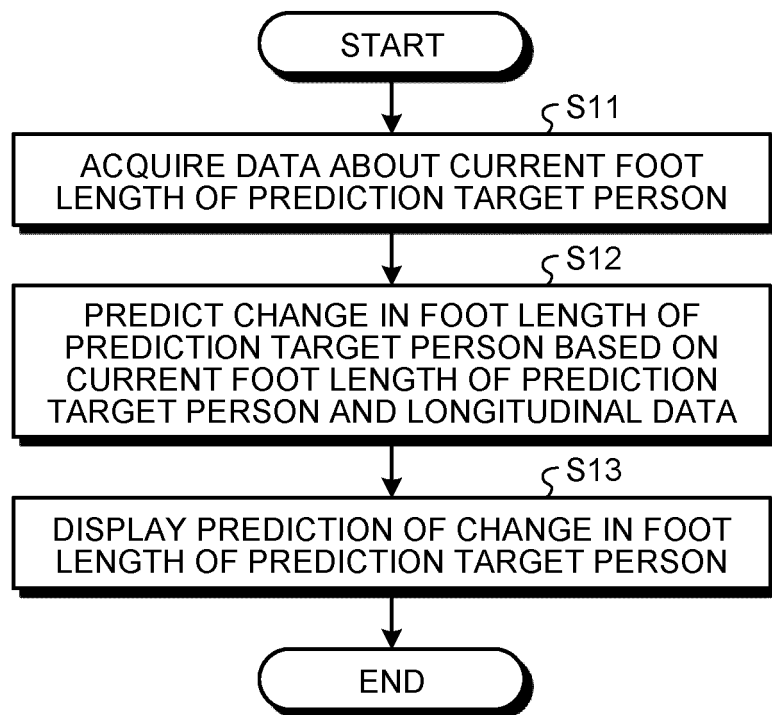 START
S11
ACQUIRE DATA ABOUT CURRENT FOOT
LENGTH OF PREDICTION TARGET PERSON
S12
PREDICT CHANGE IN FOOT LENGTH OF
PREDICTION TARGET PERSON BASED ON
CURRENT FOOT LENGTH OF PREDICTION
TARGET PERSON AND LONGITUDINAL DATA
S13
DISPLAY PREDICTION OF CHANGE IN FOOT
LENGTH OF PREDICTION TARGET PERSON
END